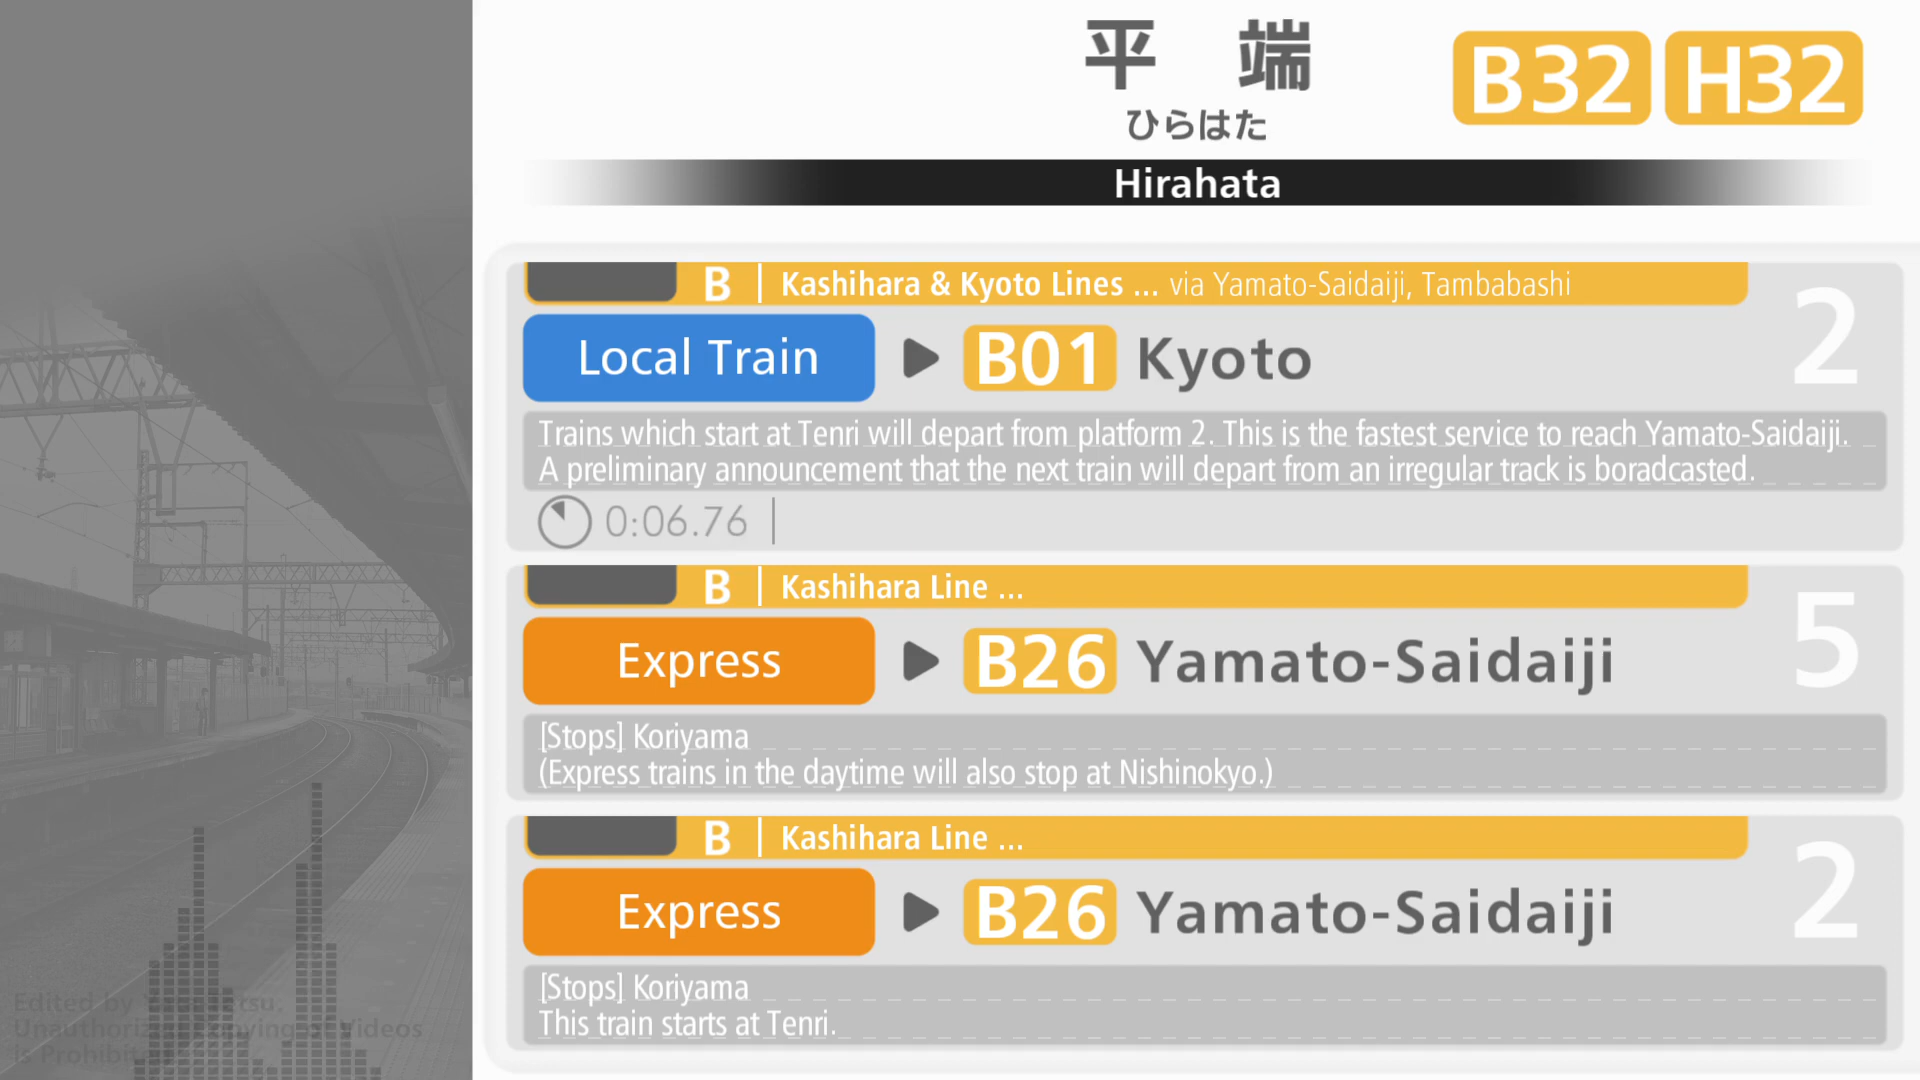 平 端
ひらはた
B32 H32
Hirahata
B Kashihara & Kyoto Lines ... via Yamato-Saidaiji, Tambabashi
2
Local Train B01 Kyoto
Trains which start at Tenri will depart from platform 2. This is the fastest service to reach Yamato-Saidaiji.
A preliminary announcement that the next train will depart from an irregular track is boradcasted.
0:06.76
B Kashihara Line ...
5
Express B26 Yamato-Saidaiji
[Stops] Koriyama
(Express trains in the daytime will also stop at Nishinokyo.)
B Kashihara Line ...
2
Express B26 Yamato-Saidaiji
[Stops] Koriyama
This train starts at Tenri.
Edited by
Videos
is